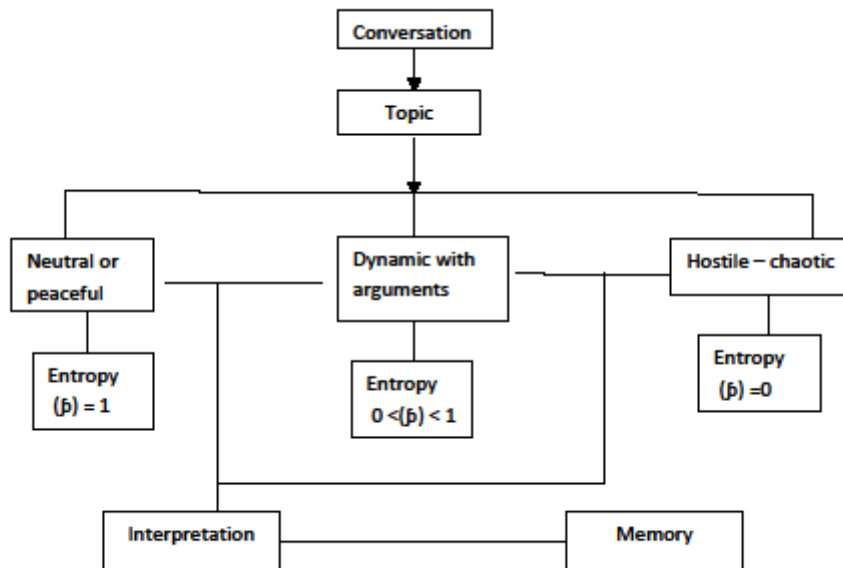 Conversation
Topic
Neutral or
peaceful
Dynamic with
arguments
Hostile – chaotic
Entropy
(ϸ) = 1
Entropy
0 <(ϸ) < 1
Entropy
(ϸ) =0
Interpretation
Memory